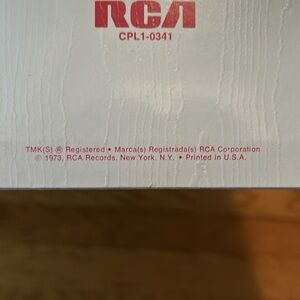 RCA
CPL1-0341
TMK(S) ® Registered • Marca(s) Registrada(s) RCA Corporation
© 1973, RCA Records, New York, N.Y. • Printed in U.S.A.